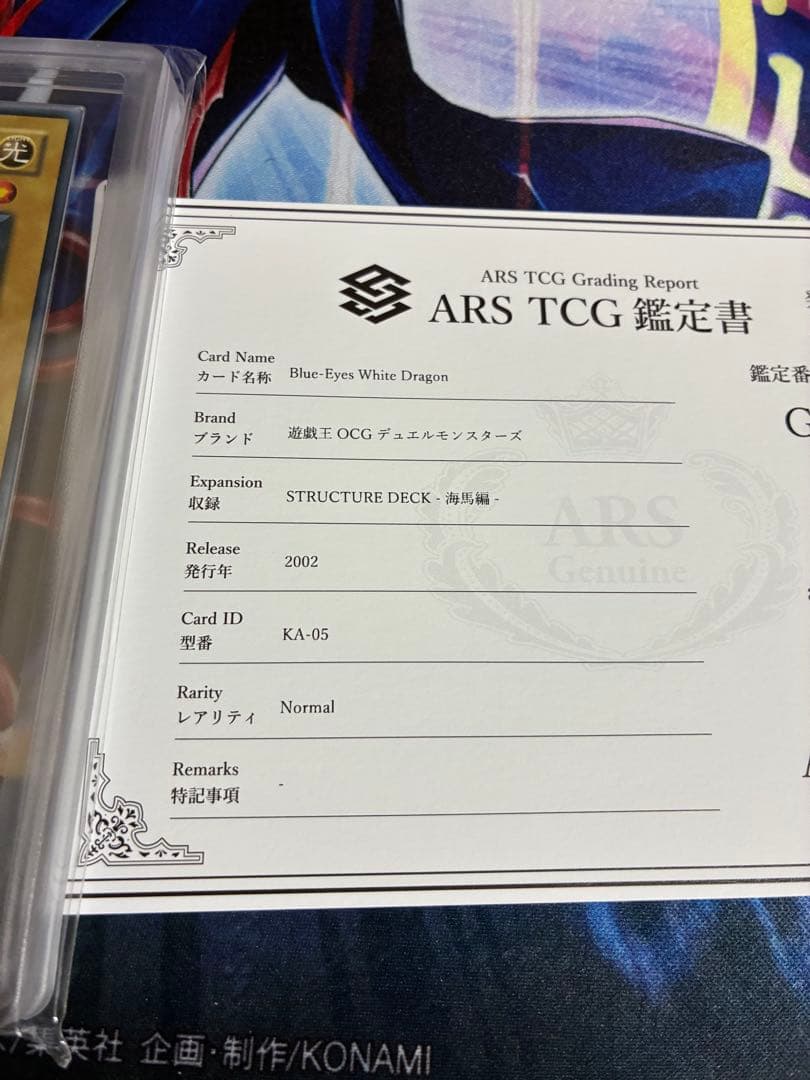 光
ARS TCG Grading Report
ARS TCG 鑑定書
Card Name
カード名称 Blue-Eyes White Dragon
鑑定番
Brand
ブランド 遊戯王 OCG デュエルモンスターズ
G
Expansion
収録 STRUCTURE DECK - 海馬編 -
ARS
Genuine
Release
発行年 2002
Card ID
型番 KA-05
Rarity
レアリティ Normal
Remarks
特記事項 -
/集英社 企画・制作/KONAMI